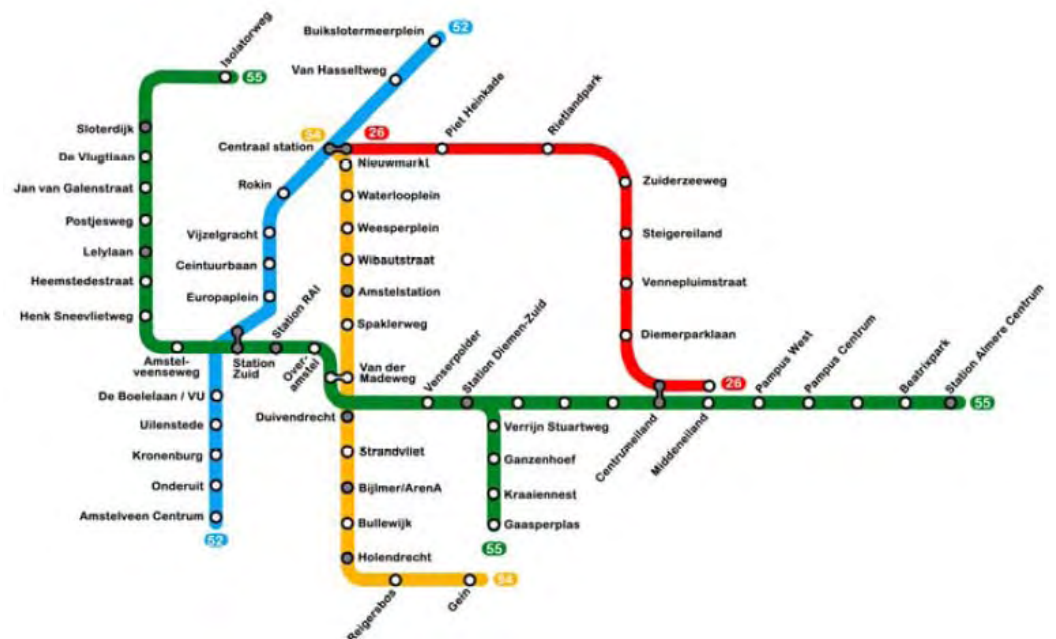 Buikslotermeerplein
52
Isolatorweg
55
Van Hasseltweg
Piet Heinkade
Rietlandpark
Sloterdijk
54
26
Centraal station
De Vlugtlaan
Nieuwmarkt
Jan van Galenstraat
Rokin
Waterlooplein
Zuiderzeeweg
Postjesweg
Vijzelgracht
Weesperplein
Steigereiland
Lelylaan
Ceintuurbaan
Wibautstraat
Heemstedestraat
Europaplein
Station RAI
Amstelstation
Vennepluimstraat
Henk Sneevlietweg
Spaklerweg
Diemerparklaan
Amstel-
veenseweg
Station
Zuid
Over-
amstel
Van der
Madeweg
Venserpolder
Station Diemen-Zuid
Pampus West
Pampus Centrum
Beatrixpark
Station Almere Centrum
26
De Boelelaan / VU
Duivendrecht
55
Uilenstede
Verrijn Stuartweg
Centrumeiland
Middeneiland
Kronenburg
Strandvliet
Ganzenhoef
Onderuit
Bijlmer/ArenA
Kraaiennest
Amstelveen Centrum
Bullewijk
Gaasperplas
52
55
Holendrecht
54
Reigersbos
Gein